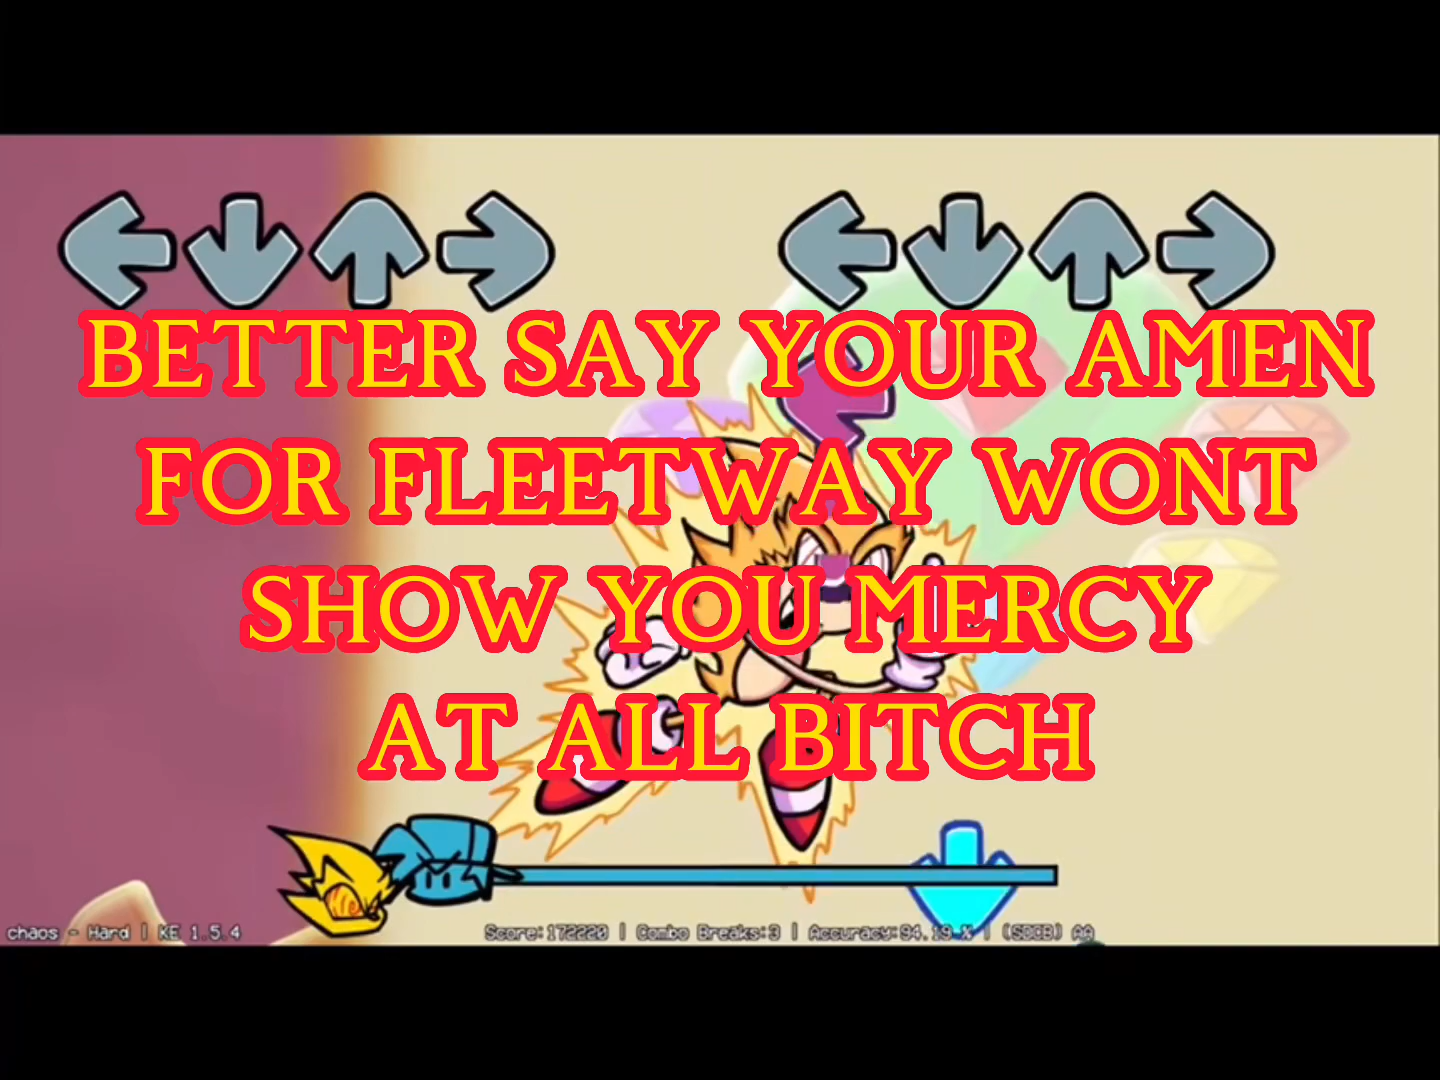 BETTER SAY YOUR AMEN
FOR FLEETWAY WONT
SHOW YOU MERCY
AT ALL BITCH
chaos - Hard | KE 1.5.4
Score:172220 | Combo Breaks:3 | Accuracy:94.19 % | (SDCB) AA